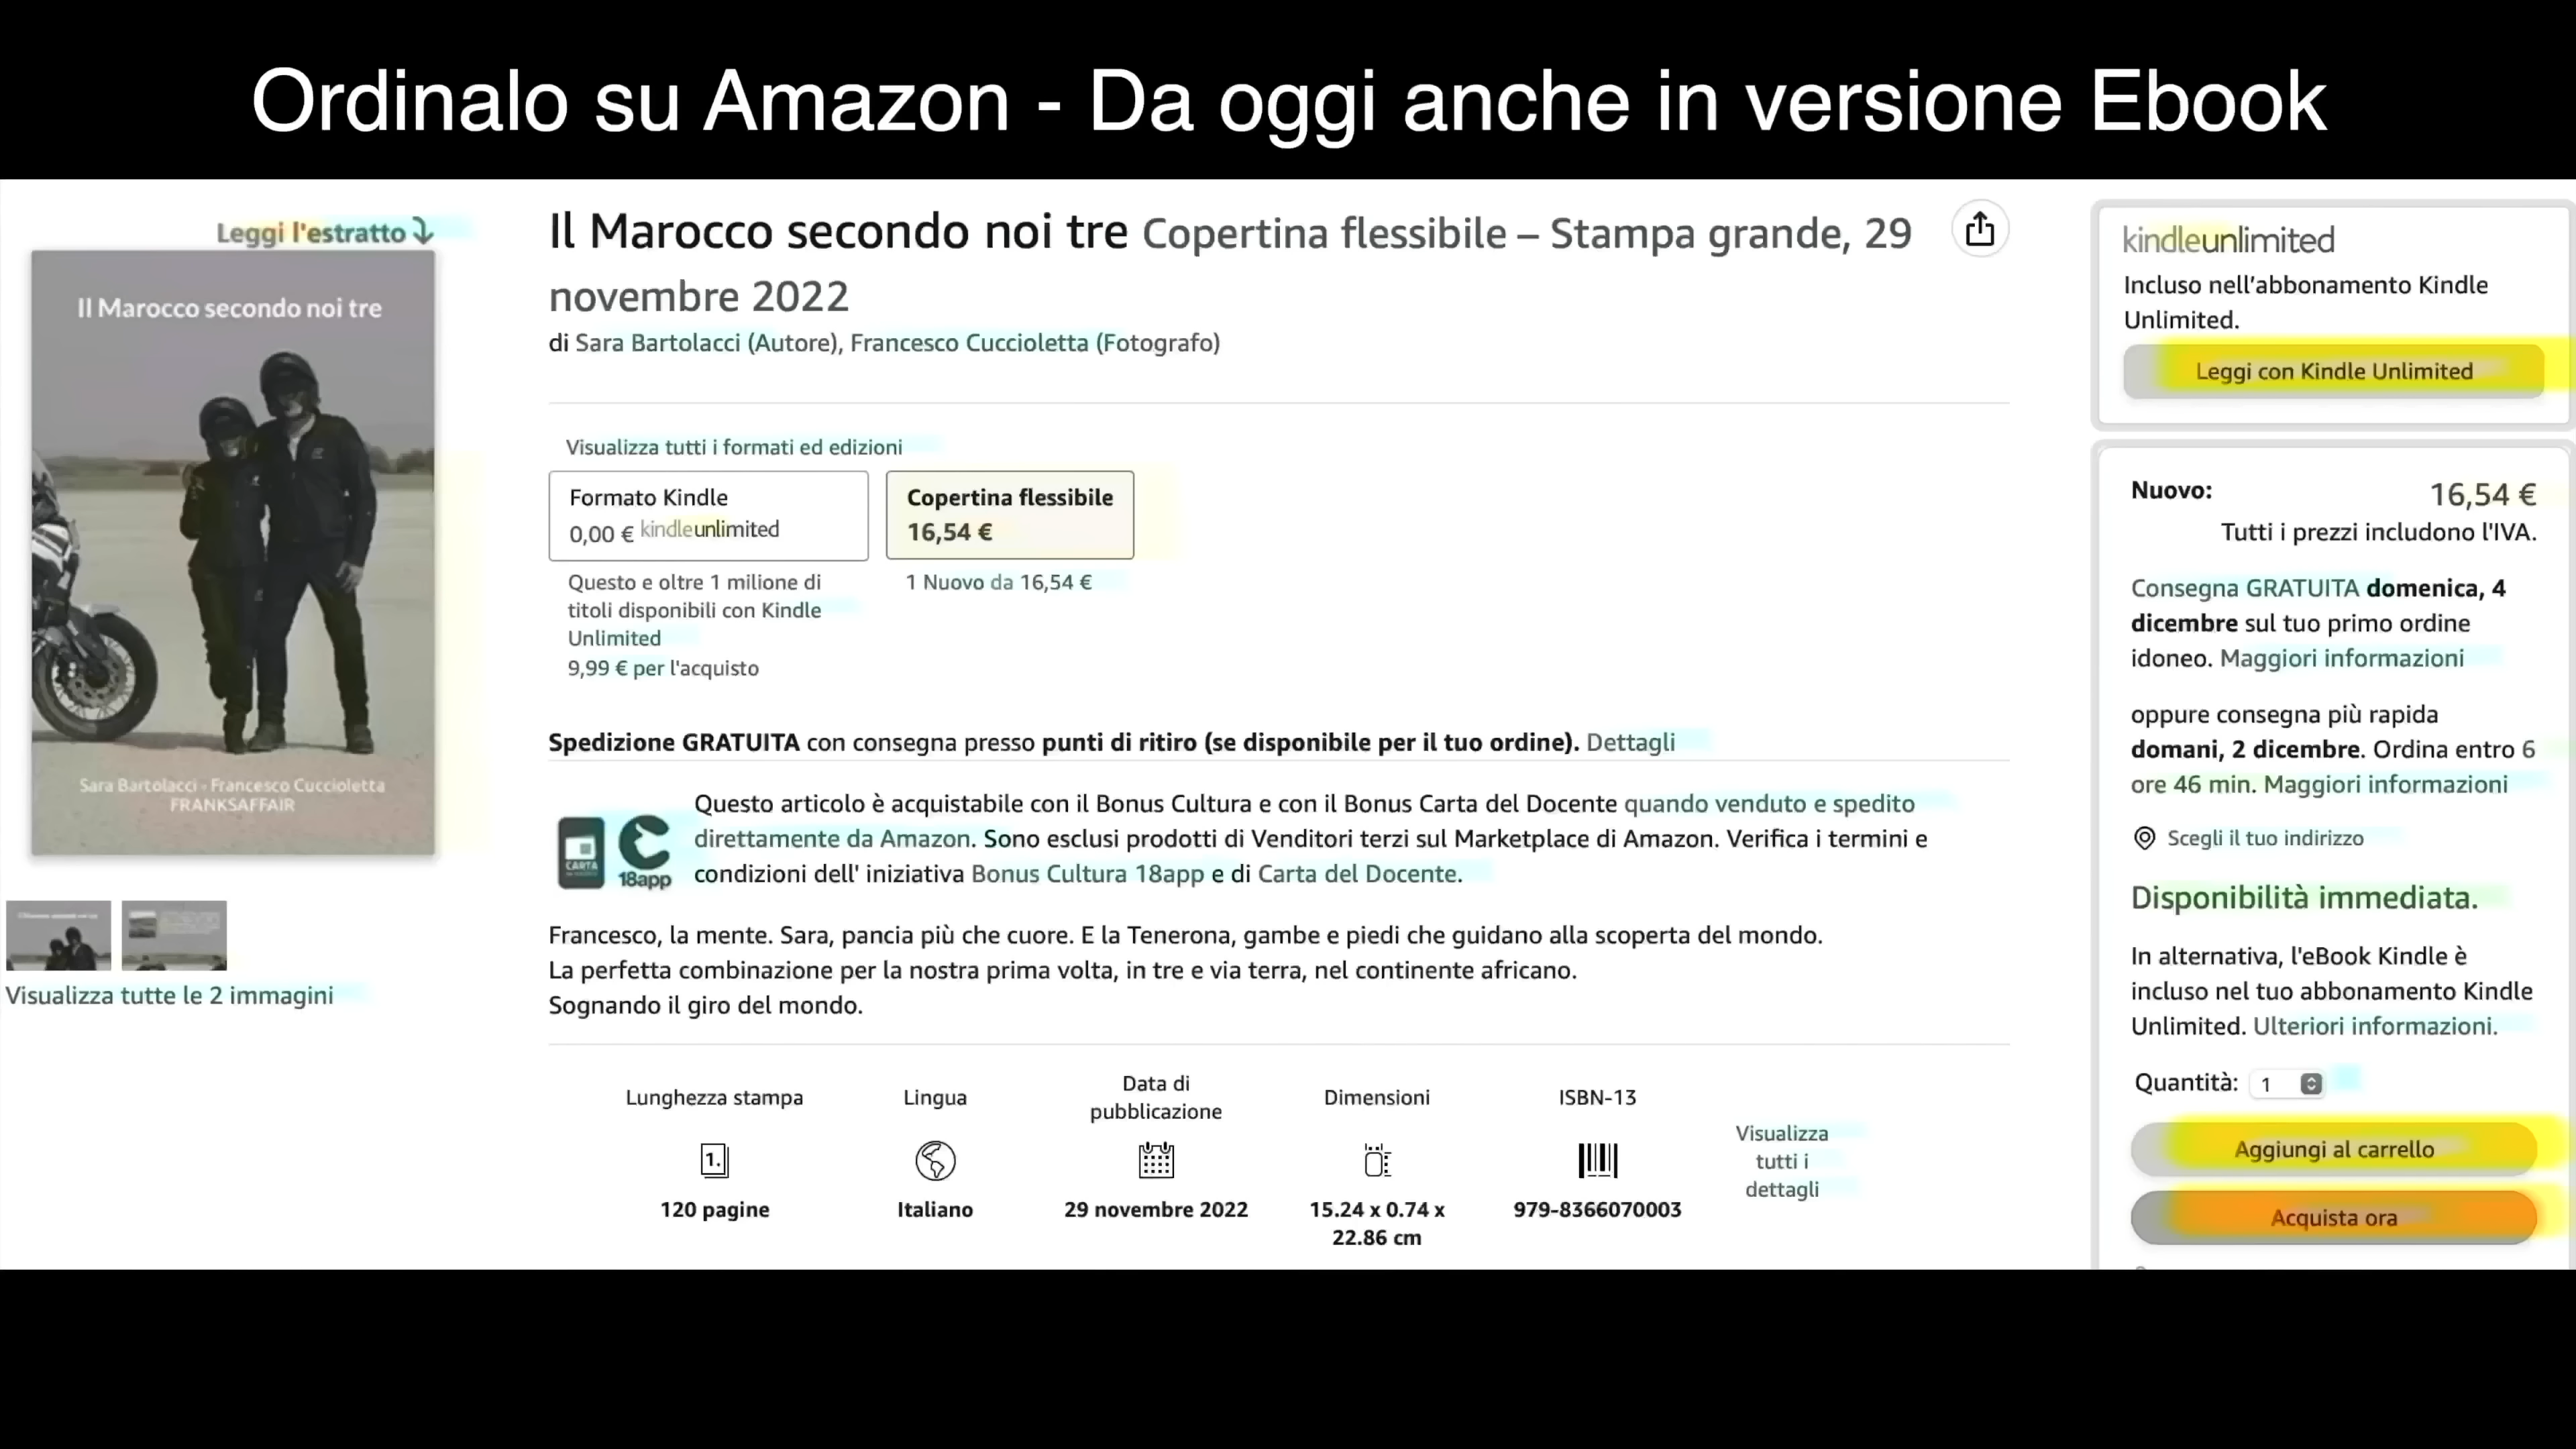 Ordinalo su Amazon - Da oggi anche in versione Ebook
Leggi l'estratto
Il Marocco secondo noi tre
Sara Bartolacci - Francesco Cuccioletta
FRANKSAFFAIR
Visualizza tutte le 2 immagini
Il Marocco secondo noi tre Copertina flessibile – Stampa grande, 29
novembre 2022
di Sara Bartolacci (Autore), Francesco Cuccioletta (Fotografo)
Visualizza tutti i formati ed edizioni
Formato Kindle
0,00 € kindleunlimited
Questo e oltre 1 milione di
titoli disponibili con Kindle
Unlimited
9,99 € per l'acquisto
Copertina flessibile
16,54 €
1 Nuovo da 16,54 €
Spedizione GRATUITA con consegna presso punti di ritiro (se disponibile per il tuo ordine). Dettagli
CARTA
18app
Questo articolo è acquistabile con il Bonus Cultura e con il Bonus Carta del Docente quando venduto e spedito
direttamente da Amazon. Sono esclusi prodotti di Venditori terzi sul Marketplace di Amazon. Verifica i termini e
condizioni dell' iniziativa Bonus Cultura 18app e di Carta del Docente.
Francesco, la mente. Sara, pancia più che cuore. E la Tenerona, gambe e piedi che guidano alla scoperta del mondo.
La perfetta combinazione per la nostra prima volta, in tre e via terra, nel continente africano.
Sognando il giro del mondo.
Lunghezza stampa
1.
120 pagine
Lingua
Italiano
Data di
pubblicazione
29 novembre 2022
Dimensioni
15.24 x 0.74 x
22.86 cm
ISBN-13
979-8366070003
Visualizza
tutti i
dettagli
kindleunlimited
Incluso nell'abbonamento Kindle
Unlimited.
Leggi con Kindle Unlimited
Nuovo: 16,54 €
Tutti i prezzi includono l'IVA.
Consegna GRATUITA domenica, 4
dicembre sul tuo primo ordine
idoneo. Maggiori informazioni
oppure consegna più rapida
domani, 2 dicembre. Ordina entro 6
ore 46 min. Maggiori informazioni
Scegli il tuo indirizzo
Disponibilità immediata.
In alternativa, l'eBook Kindle è
incluso nel tuo abbonamento Kindle
Unlimited. Ulteriori informazioni.
Quantità: 1
Aggiungi al carrello
Acquista ora